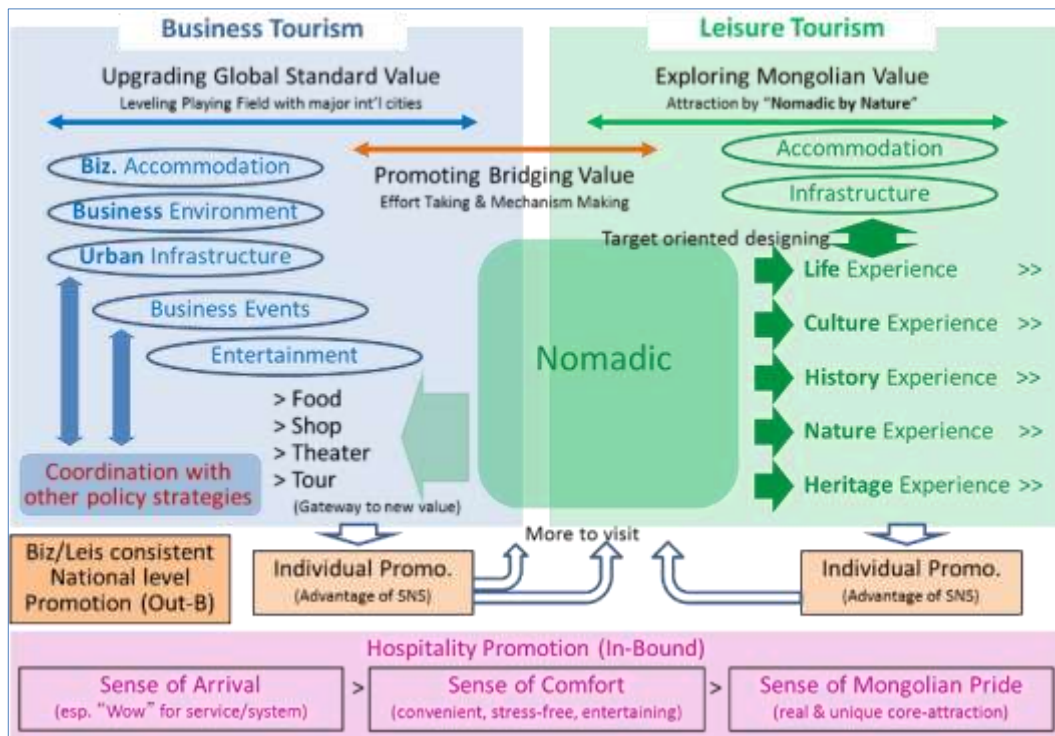 Business Tourism
Upgrading Global Standard Value
Leveling Playing Field with major int'l cities
Biz. Accommodation
Business Environment
Urban Infrastructure
Business Events
Entertainment
> Food
> Shop
> Theater
> Tour
(Gateway to new value)
Coordination with
other policy strategies
Promoting Bridging Value
Effort Taking & Mechanism Making
Nomadic
Leisure Tourism
Exploring Mongolian Value
Attraction by "Nomadic by Nature"
Accommodation
Infrastructure
Target oriented designing
Life Experience >>
Culture Experience >>
History Experience >>
Nature Experience >>
Heritage Experience >>
Biz/Leis consistent
National level
Promotion (Out-B)
Individual Promo.
(Advantage of SNS)
More to visit
Individual Promo.
(Advantage of SNS)
Hospitality Promotion (In-Bound)
Sense of Arrival
(esp. "Wow" for service/system)
>
Sense of Comfort
(convenient, stress-free, entertaining)
>
Sense of Mongolian Pride
(real & unique core-attraction)